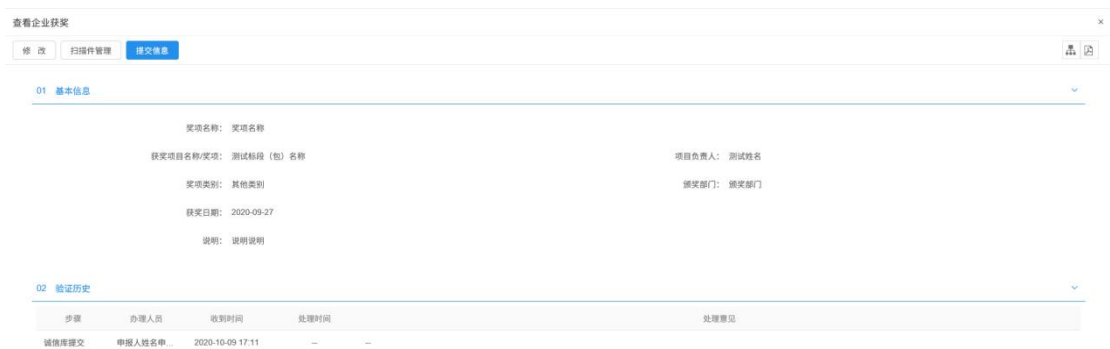 查看企业获奖 ×
修 改 扫描件管理 提交信息
01 基本信息
奖项名称： 奖项名称
获奖项目名称/奖项： 测试标段（包）名称 项目负责人： 测试姓名
奖项类别： 其他类别 颁奖部门： 颁奖部门
获奖日期： 2020-09-27
说明： 说明说明
02 验证历史
步骤 办理人员 收到时间 处理时间 处理意见
诚信库提交 申报人姓名申... 2020-10-09 17:11 -- --